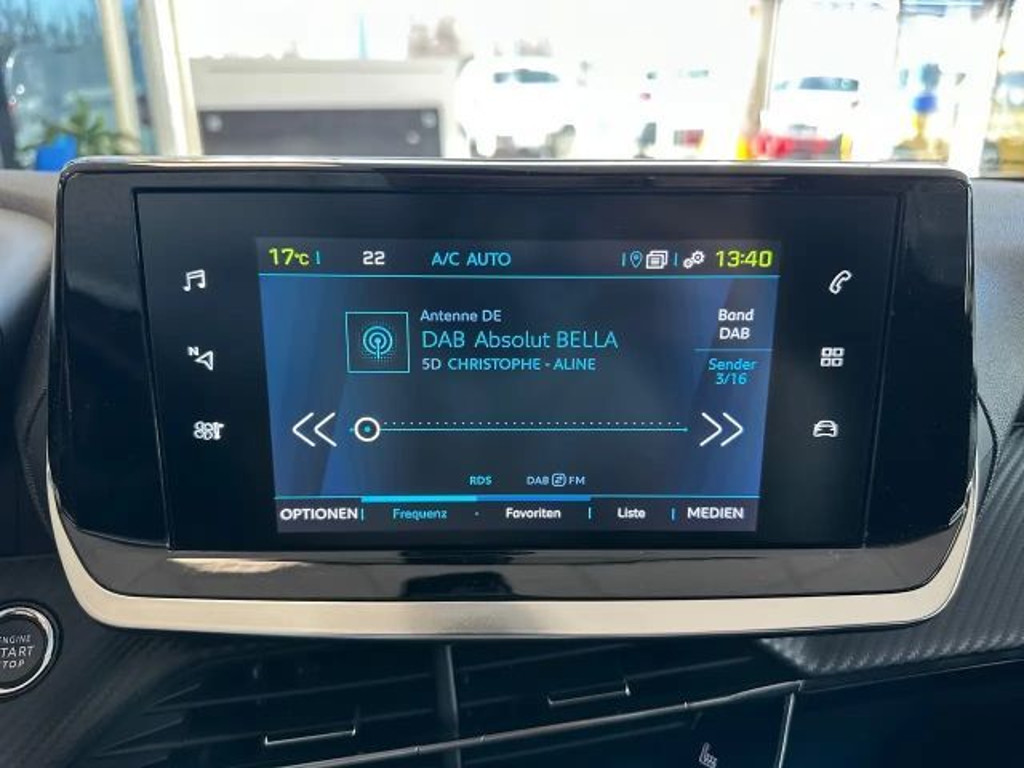 17°C 22 A/C AUTO 13:40
Antenne DE
DAB Absolut BELLA
5D CHRISTOPHE - ALINE
Band
DAB
Sender
3/16
N
RDS DAB FM
OPTIONEN Frequenz Favoriten Liste MEDIEN
ENGINE
START
STOP